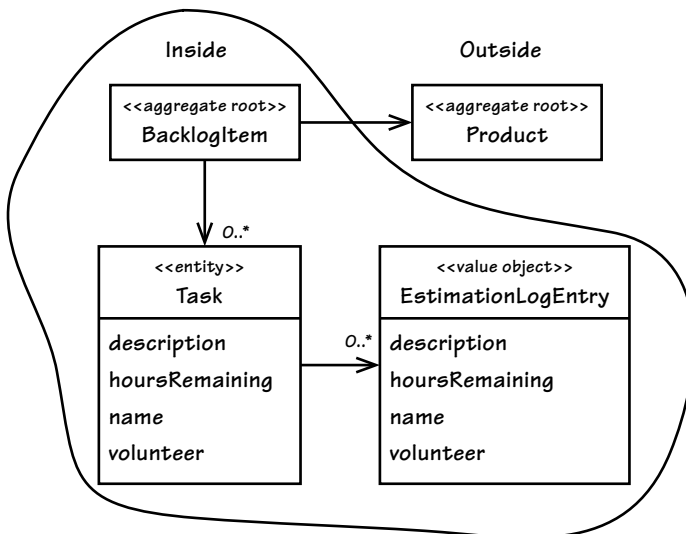 Inside
Outside
<<aggregate root>>
BacklogItem
<<aggregate root>>
Product
0..*
<<entity>>
Task
description
hoursRemaining
name
volunteer
0..*
<<value object>>
EstimationLogEntry
description
hoursRemaining
name
volunteer